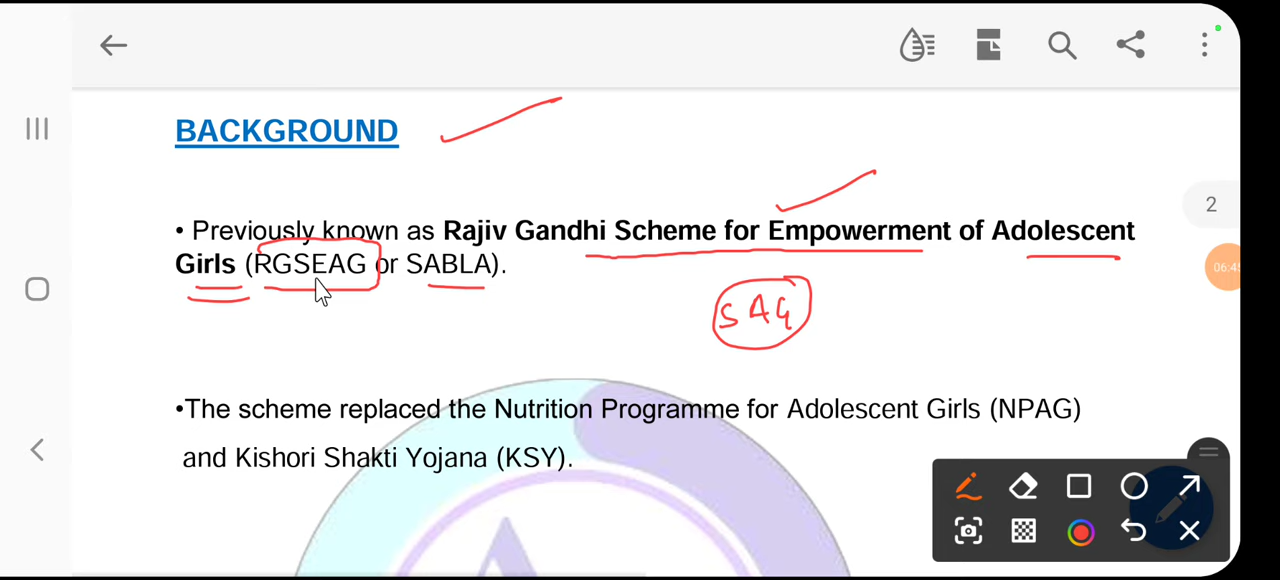 BACKGROUND
2
• Previously known as Rajiv Gandhi Scheme for Empowerment of Adolescent
Girls (RGSEAG or SABLA).
SAG
•The scheme replaced the Nutrition Programme for Adolescent Girls (NPAG)
and Kishori Shakti Yojana (KSY).